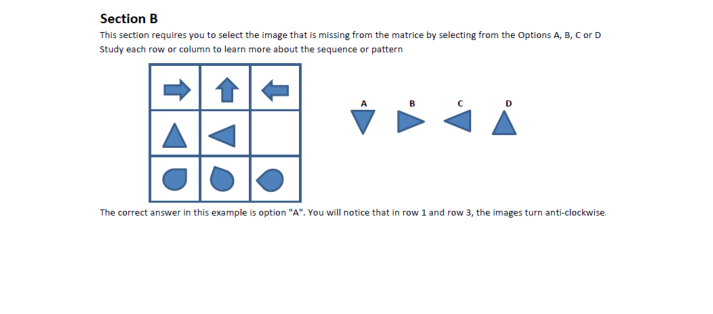 Section B
This section requires you to select the image that is missing from the matrice by selecting from the Options A, B, C or D
Study each row or column to learn more about the sequence or pattern
A B C D
The correct answer in this example is option "A". You will notice that in row 1 and row 3, the images turn anti-clockwise.